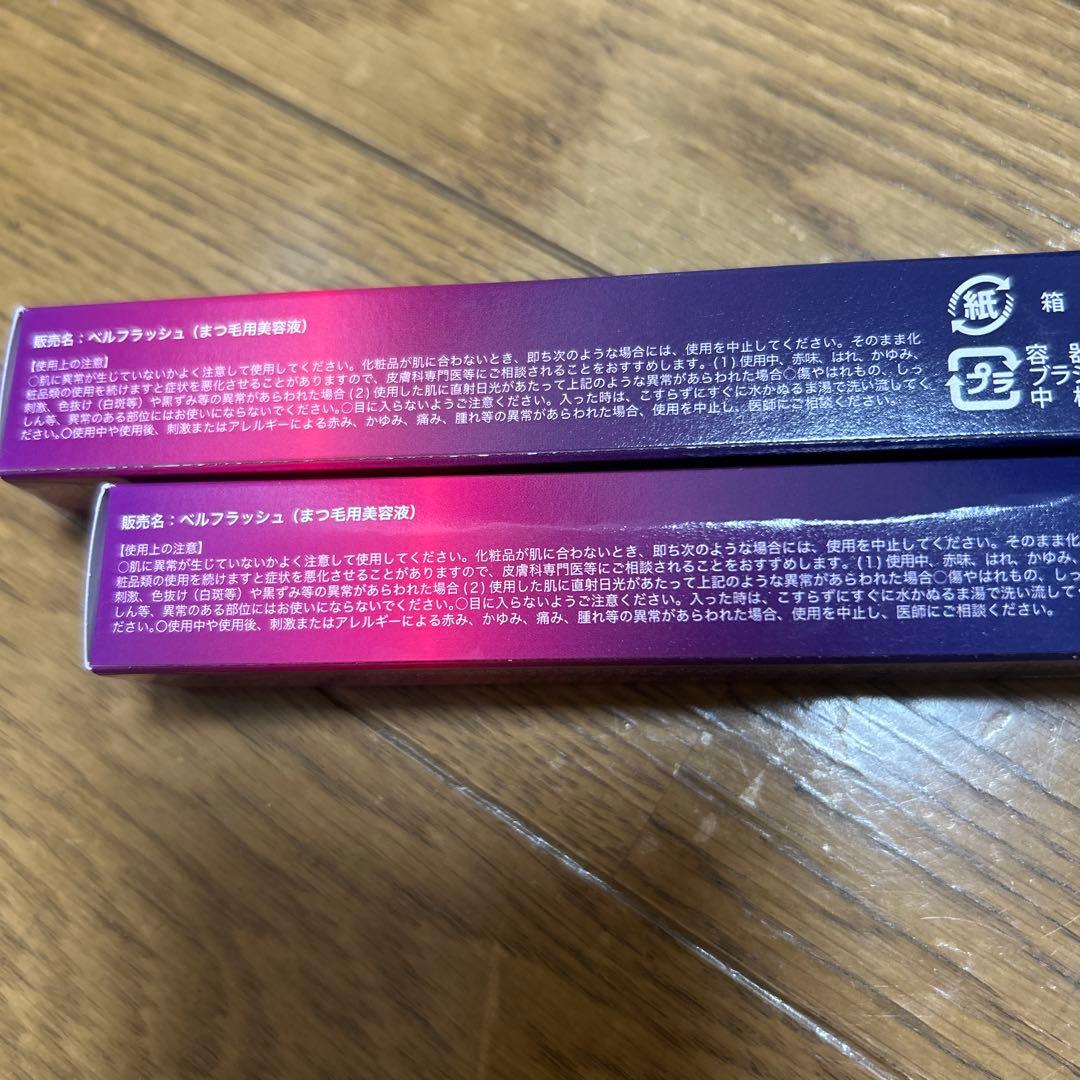 販売名：ベルフラッシュ（まつ毛用美容液）
【使用上の注意】
○肌に異常が生じていないかよく注意して使用してください。化粧品が肌に合わないとき、即ち次のような場合には、使用を中止してください。そのまま化
粧品類の使用を続けますと症状を悪化させることがありますので、皮膚科専門医等にご相談されることをおすすめします。(1) 使用中、赤味、はれ、かゆみ、
刺激、色抜け（白斑等）や黒ずみ等の異常があらわれた場合 (2) 使用した肌に直射日光があたって上記のような異常があらわれた場合○傷やはれもの、しっ
しん等、異常のある部位にはお使いにならないでください。○目に入らないようご注意ください。入った時は、こすらずにすぐに水かぬるま湯で洗い流してく
ださい。○使用中や使用後、刺激またはアレルギーによる赤み、かゆみ、痛み、腫れ等の異常があらわれた場合、使用を中止し、医師にご相談ください。
紙
箱
プラ
容器
プラ
中
販売名：ベルフラッシュ（まつ毛用美容液）
【使用上の注意】
○肌に異常が生じていないかよく注意して使用してください。化粧品が肌に合わないとき、即ち次のような場合には、使用を中止してください。そのまま化
粧品類の使用を続けますと症状を悪化させることがありますので、皮膚科専門医等にご相談されることをおすすめします。(1) 使用中、赤味、はれ、かゆみ、
刺激、色抜け（白斑等）や黒ずみ等の異常があらわれた場合 (2) 使用した肌に直射日光があたって上記のような異常があらわれた場合○傷やはれもの、しっ
しん等、異常のある部位にはお使いにならないでください。○目に入らないようご注意ください。入った時は、こすらずにすぐに水かぬるま湯で洗い流して
ださい。○使用中や使用後、刺激またはアレルギーによる赤み、かゆみ、痛み、腫れ等の異常があらわれた場合、使用を中止し、医師にご相談ください。